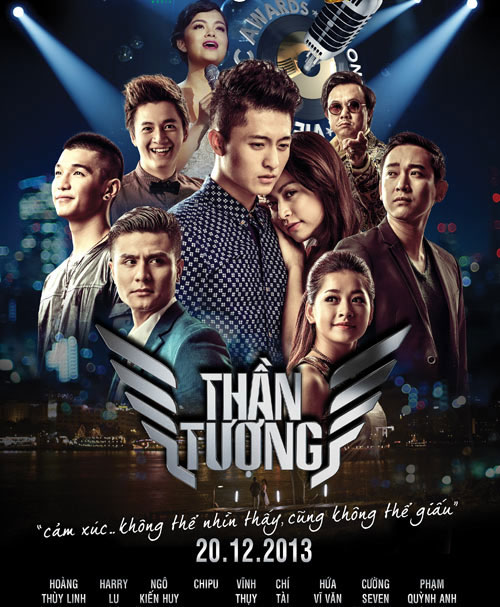 AWARDS
THẦN
TƯỢNG
"cảm xúc.. không thể nhìn thấy, cũng không thể giấu"
20.12.2013
HOÀNG THÙY LINH
HARRY LU
NGÔ KIẾN HUY
CHIPU
VĨNH THỤY
CHÍ TÀI
HỨA VĨ VĂN
CƯỜNG SEVEN
PHẠM QUỲNH ANH